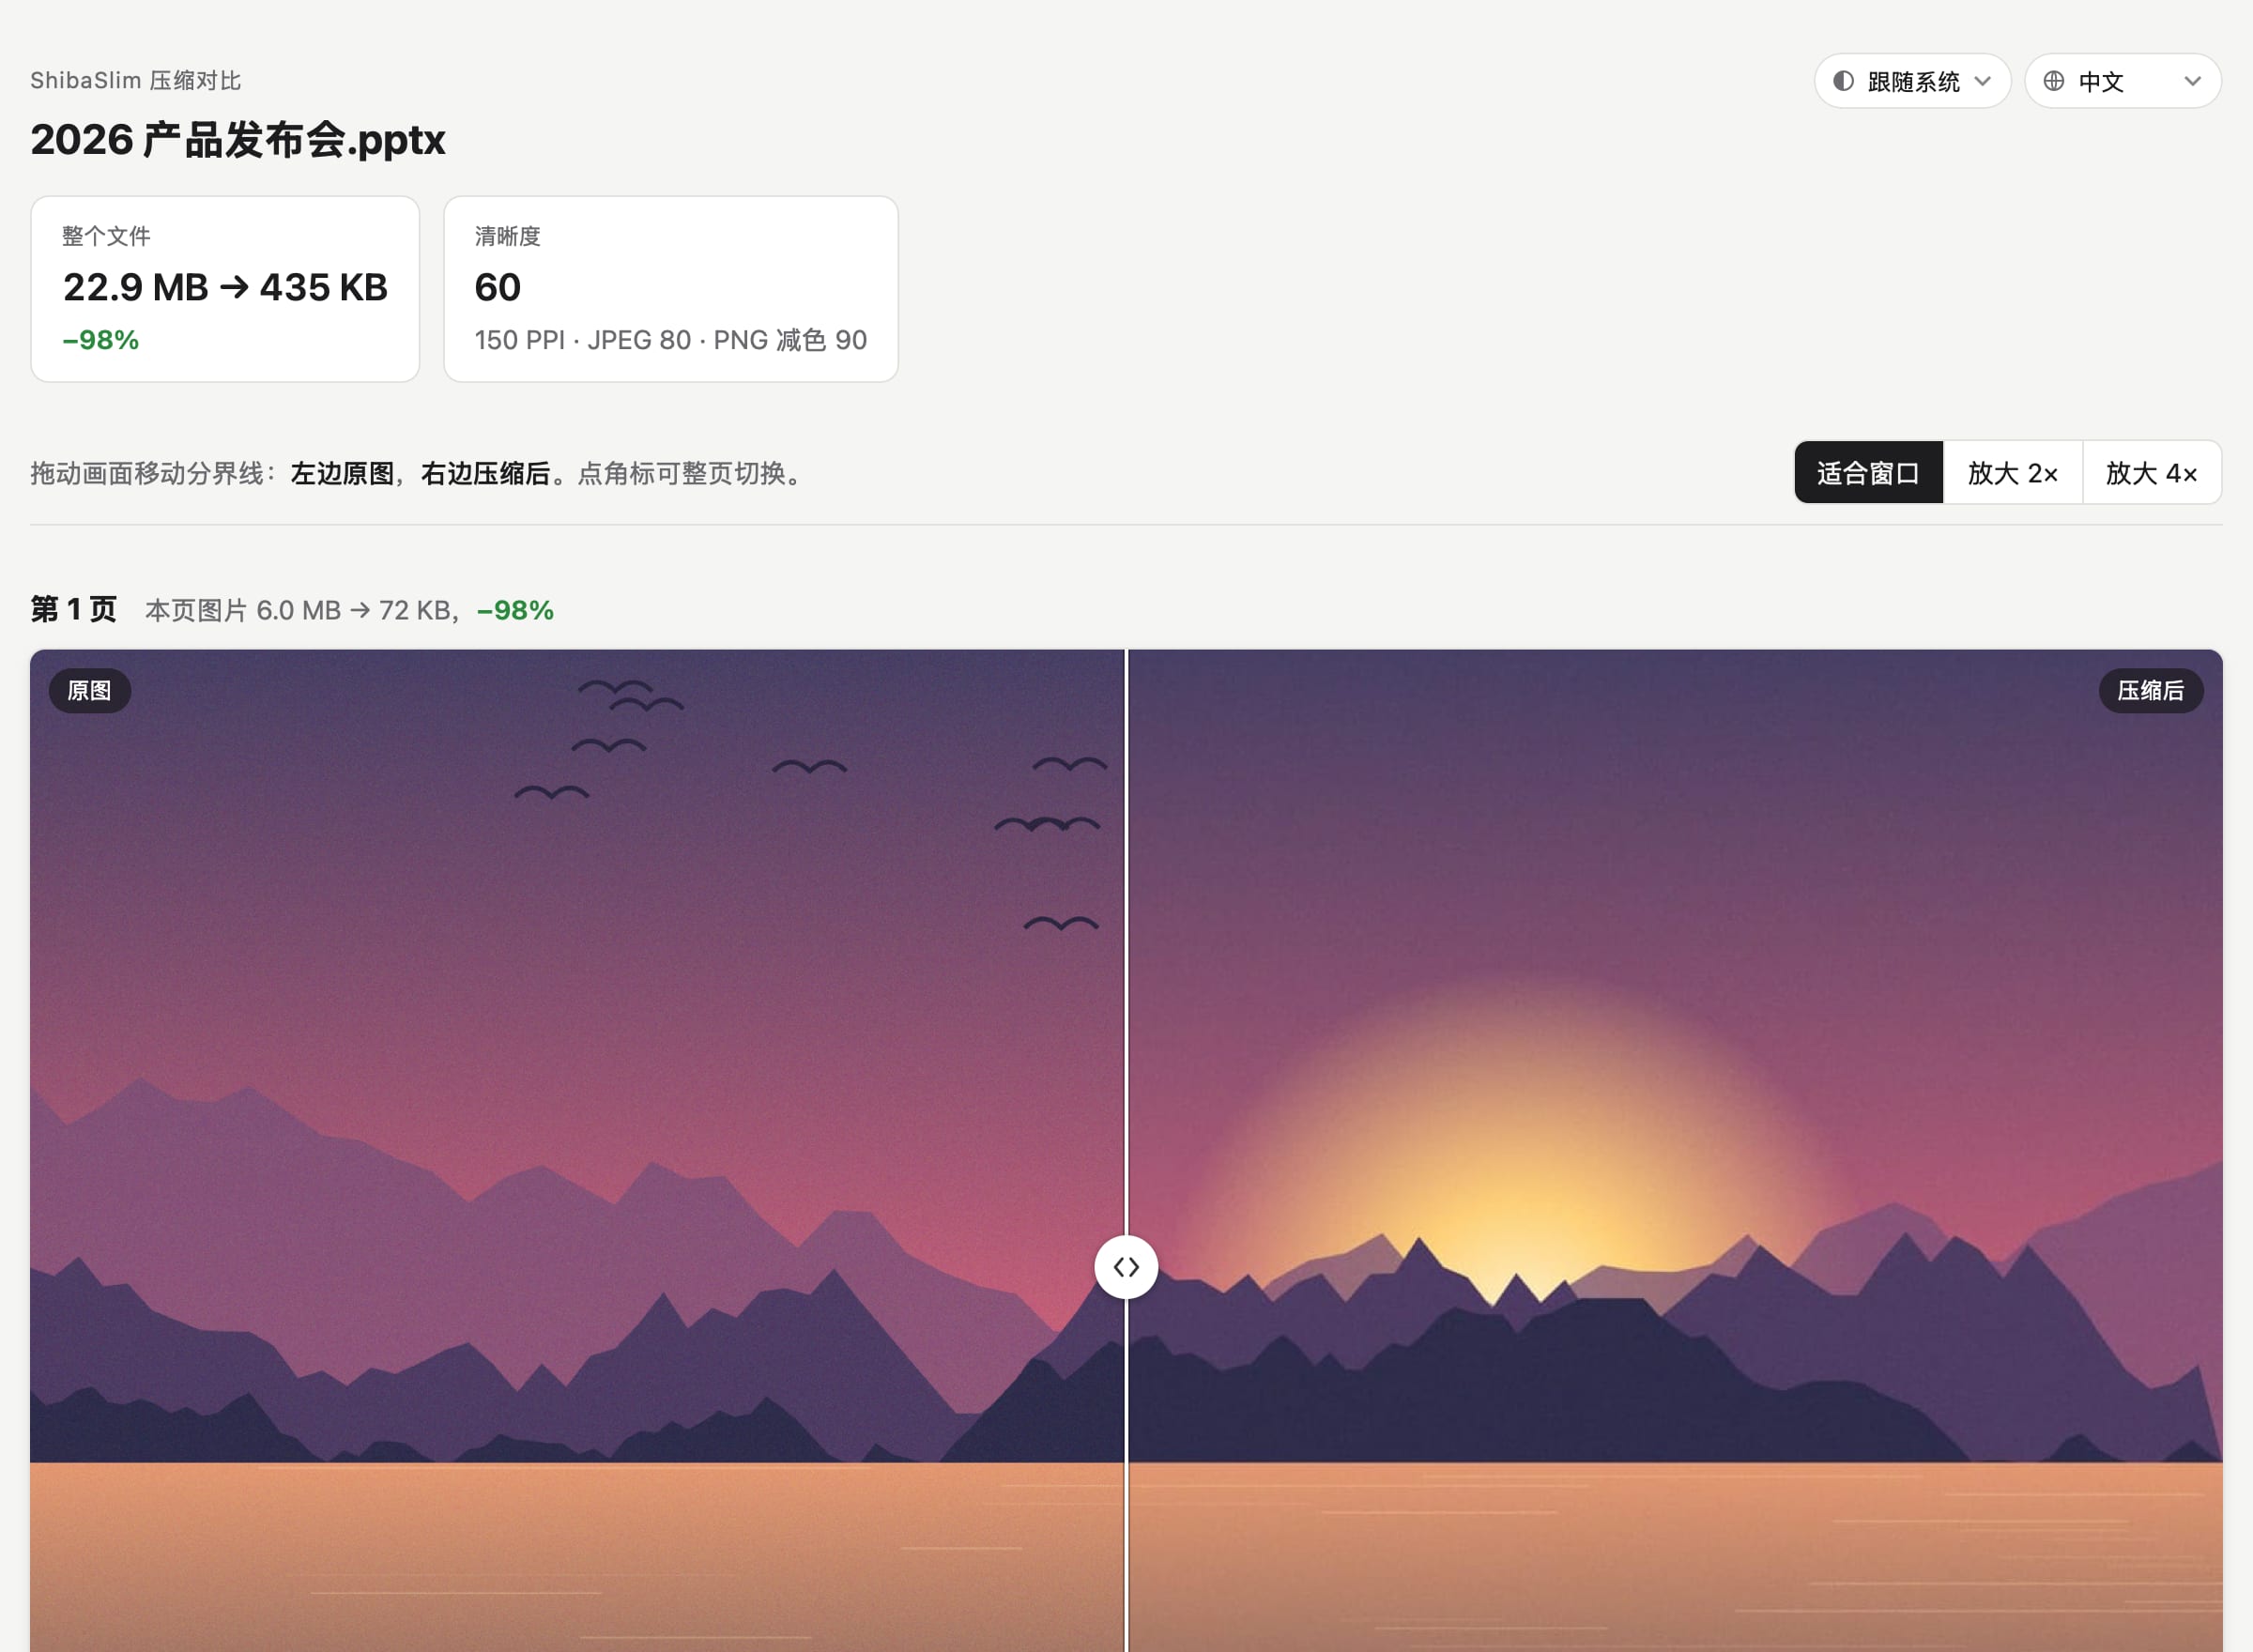 ShibaSlim 压缩对比
跟随系统
中文
2026 产品发布会.pptx
整个文件
22.9 MB → 435 KB
−98%
清晰度
60
150 PPI · JPEG 80 · PNG 减色 90
拖动画面移动分界线：左边原图，右边压缩后。点角标可整页切换。
适合窗口
放大 2×
放大 4×
第 1 页 本页图片 6.0 MB → 72 KB，−98%
原图
压缩后